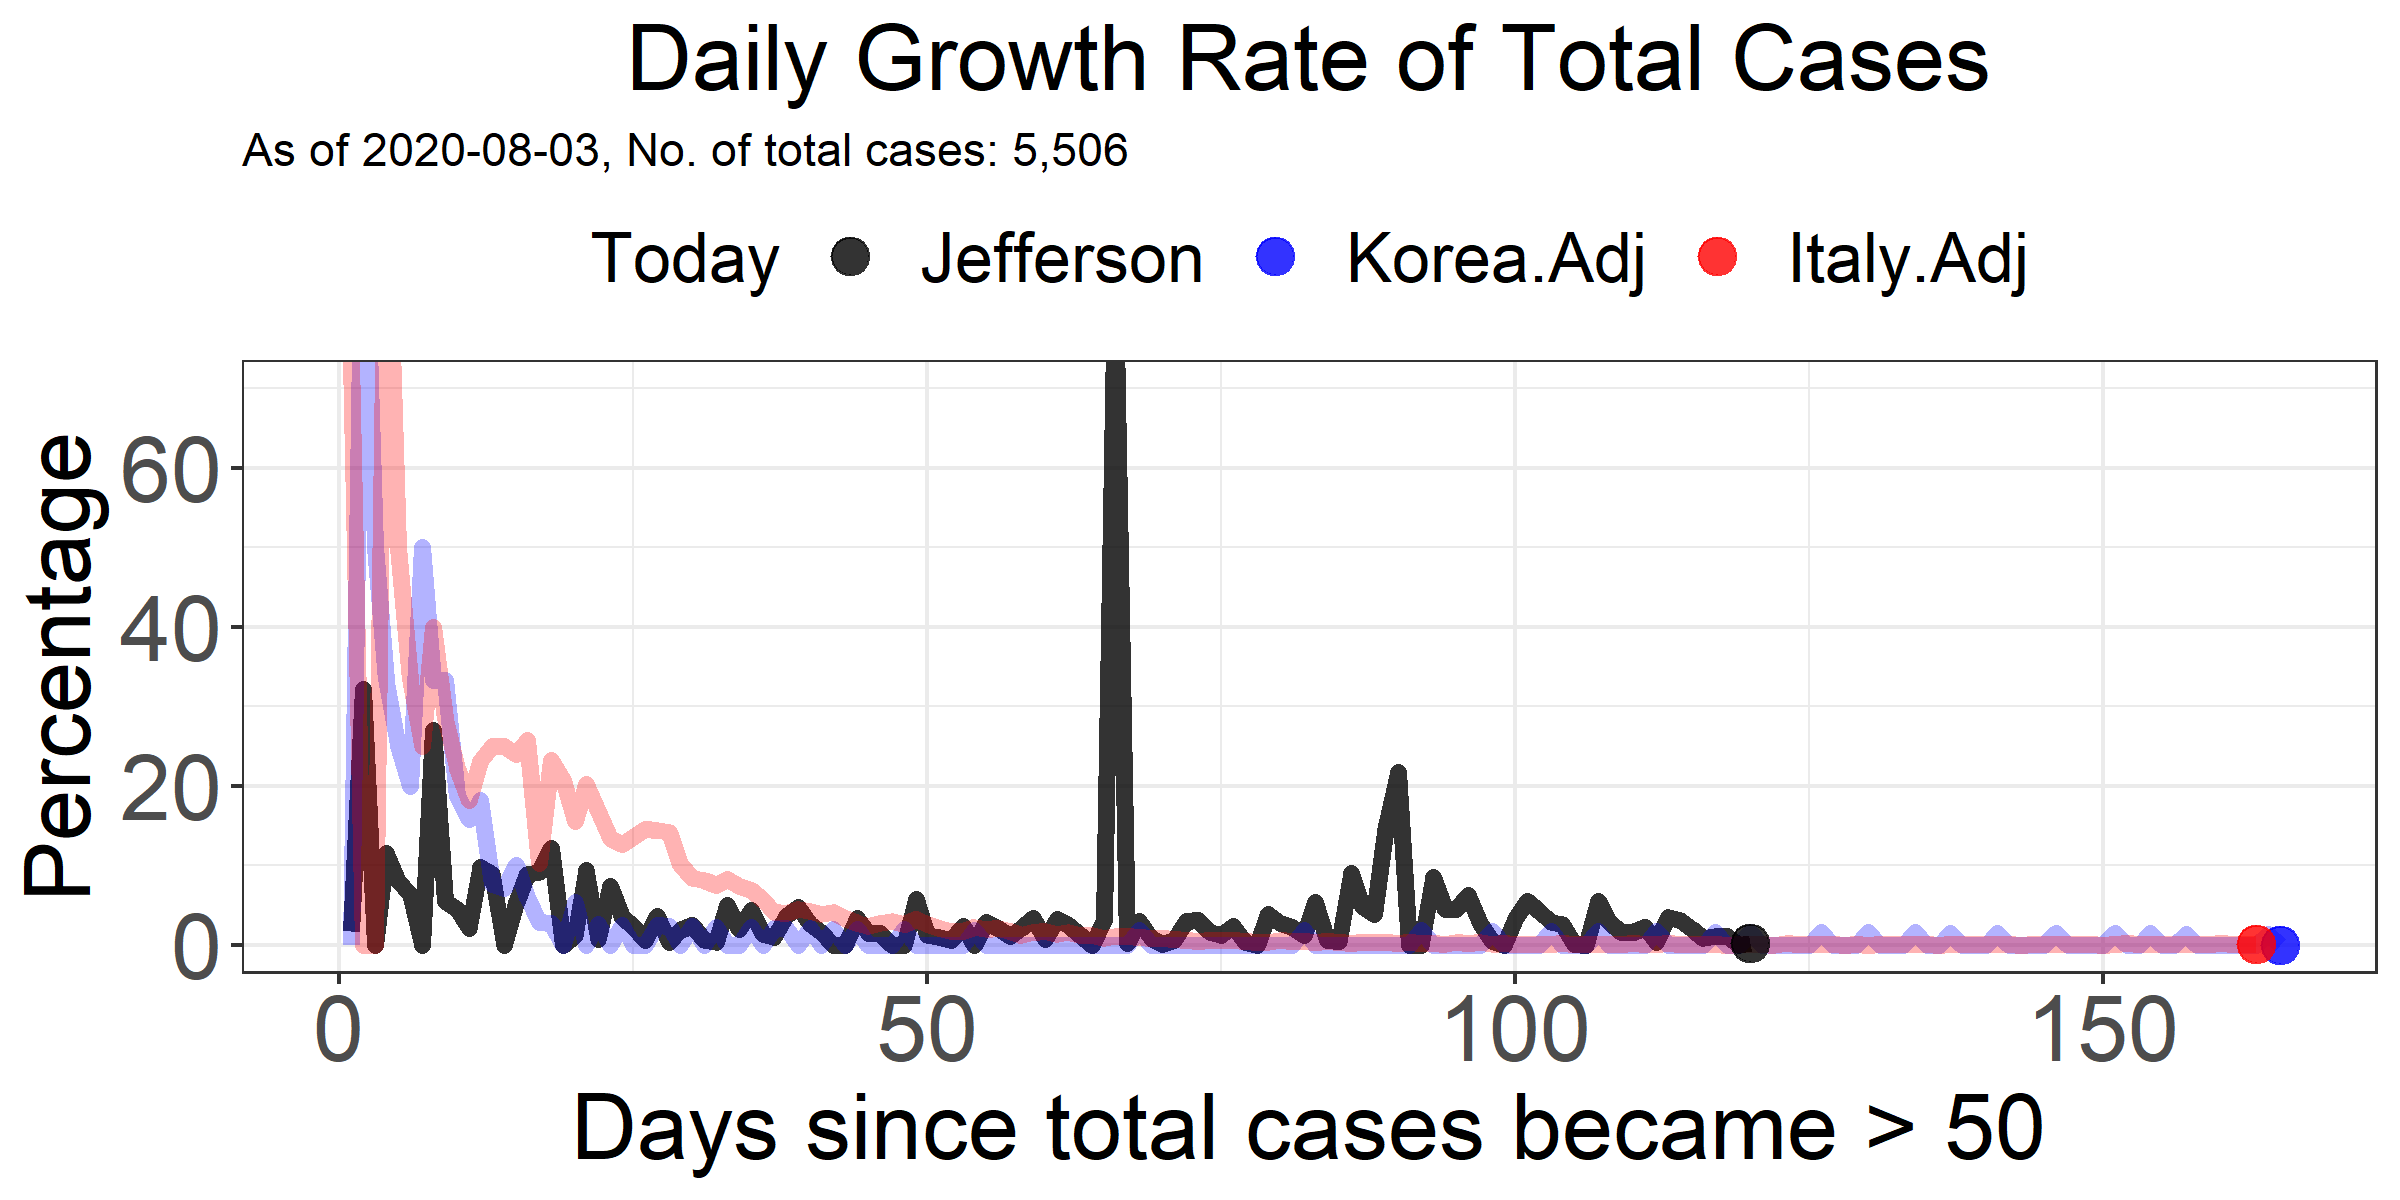 Daily Growth Rate of Total Cases
As of 2020-08-03, No. of total cases: 5,506
Today Jefferson Korea.Adj Italy.Adj
Percentage
60
40
20
0
0 50 100 150
Days since total cases became > 50